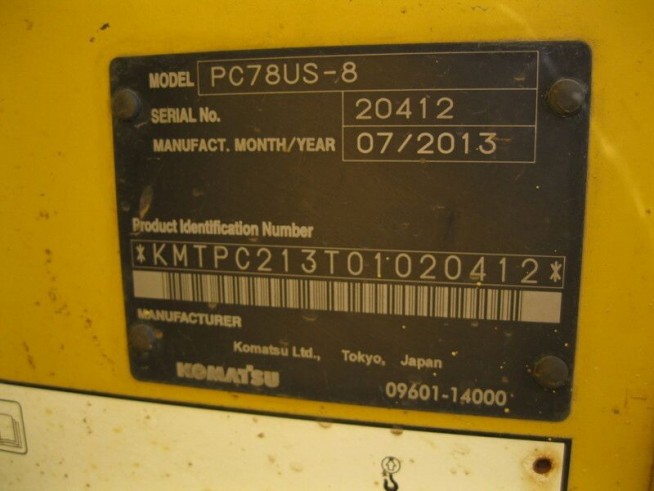 MODEL PC78US-8
SERIAL No. 20412
MANUFACT. MONTH/YEAR 07/2013
Product Identification Number
*KMTPC213T01020412*
MANUFACTURER
Komatsu Ltd., Tokyo, Japan
KOMATSU
09601-14000